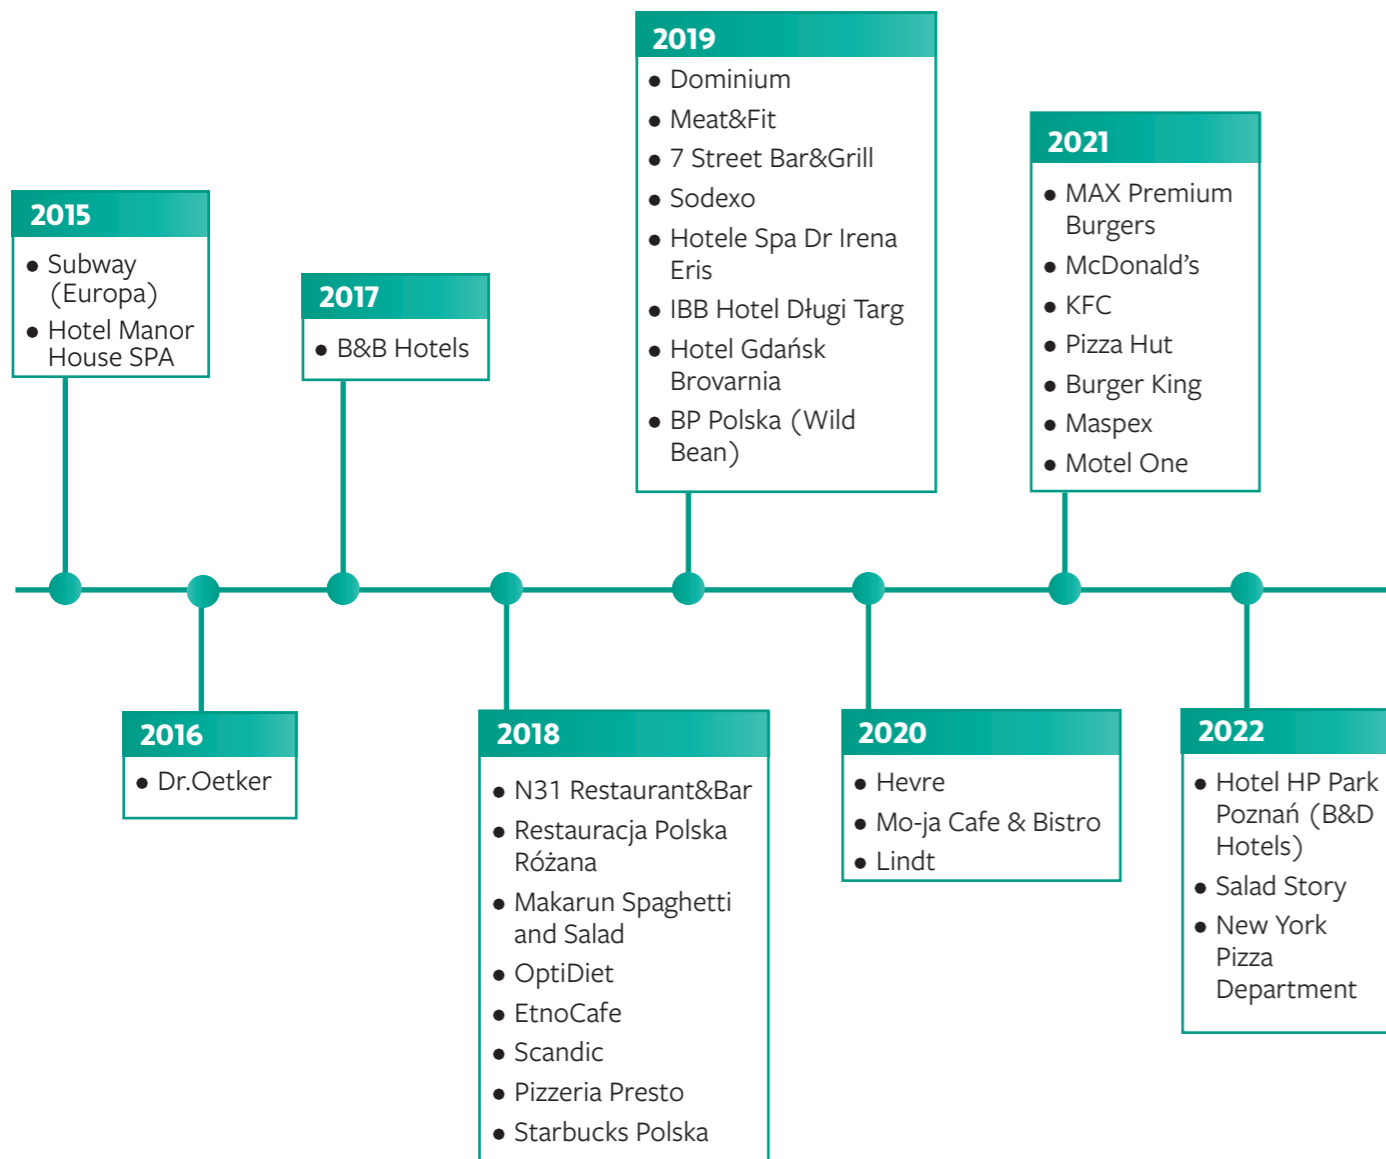 2015
● Subway
(Europa)
● Hotel Manor
House SPA
2016
● Dr.Oetker
2017
● B&B Hotels
2018
● N31 Restaurant&Bar
● Restauracja Polska
Różana
● Makarun Spaghetti
and Salad
● OptiDiet
● EtnoCafe
● Scandic
● Pizzeria Presto
● Starbucks Polska
2019
● Dominium
● Meat&Fit
● 7 Street Bar&Grill
● Sodexo
● Hotele Spa Dr Irena
Eris
● IBB Hotel Długi Targ
● Hotel Gdańsk
Brovarnia
● BP Polska (Wild
Bean)
2020
● Hevre
● Mo-ja Cafe & Bistro
● Lindt
2021
● MAX Premium
Burgers
● McDonald’s
● KFC
● Pizza Hut
● Burger King
● Maspex
● Motel One
2022
● Hotel HP Park
Poznań (B&D
Hotels)
● Salad Story
● New York
Pizza
Department